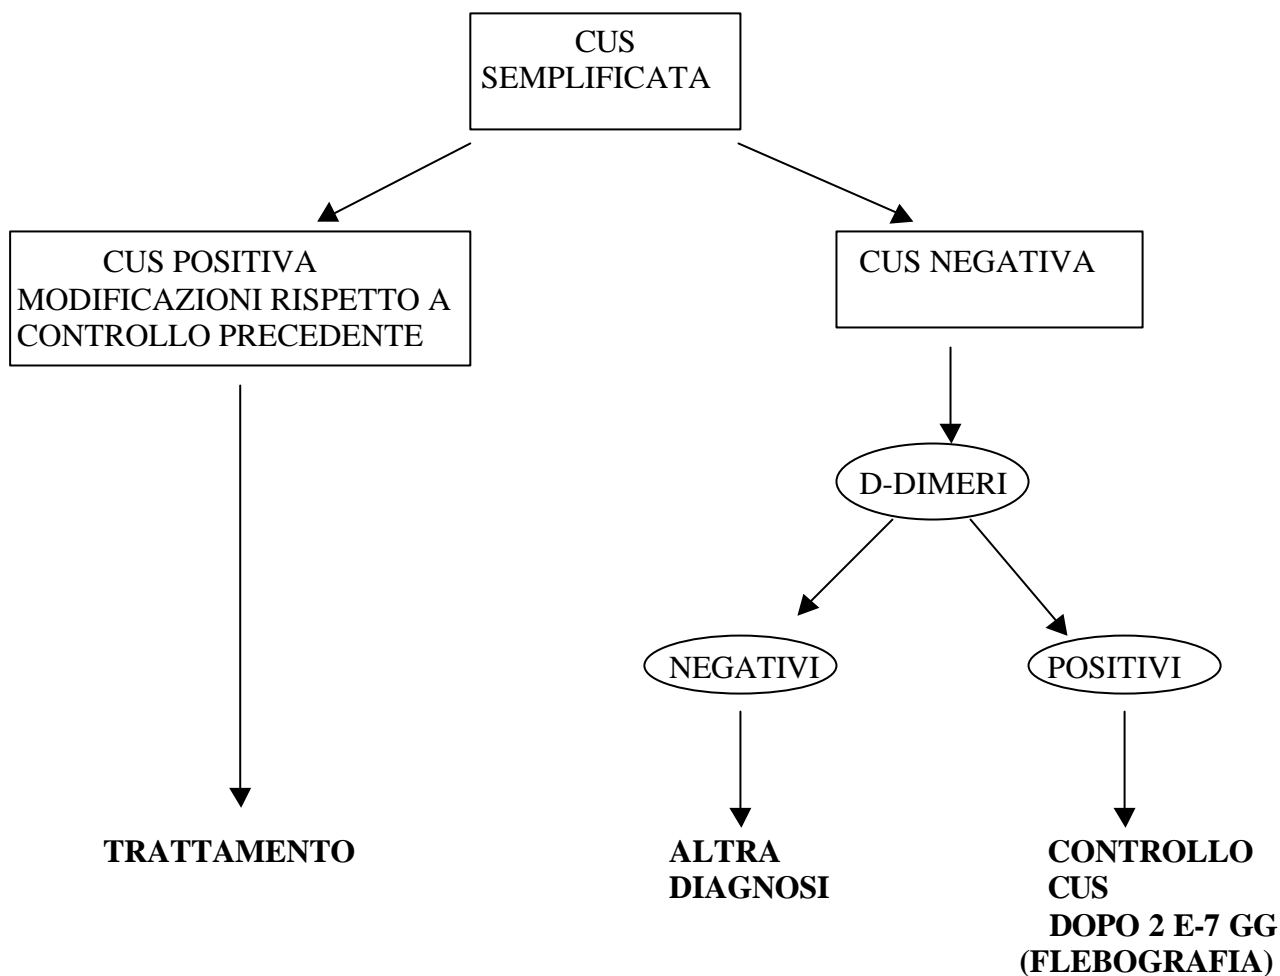 CUS
SEMPLIFICATA
CUS POSITIVA
MODIFICAZIONI RISPETTO A
CONTROLLO PRECEDENTE
CUS NEGATIVA
D-DIMERI
NEGATIVI
POSITIVI
TRATTAMENTO
ALTRA
DIAGNOSI
CONTROLLO
CUS
DOPO 2 E-7 GG
(FLEBOGRAFIA)